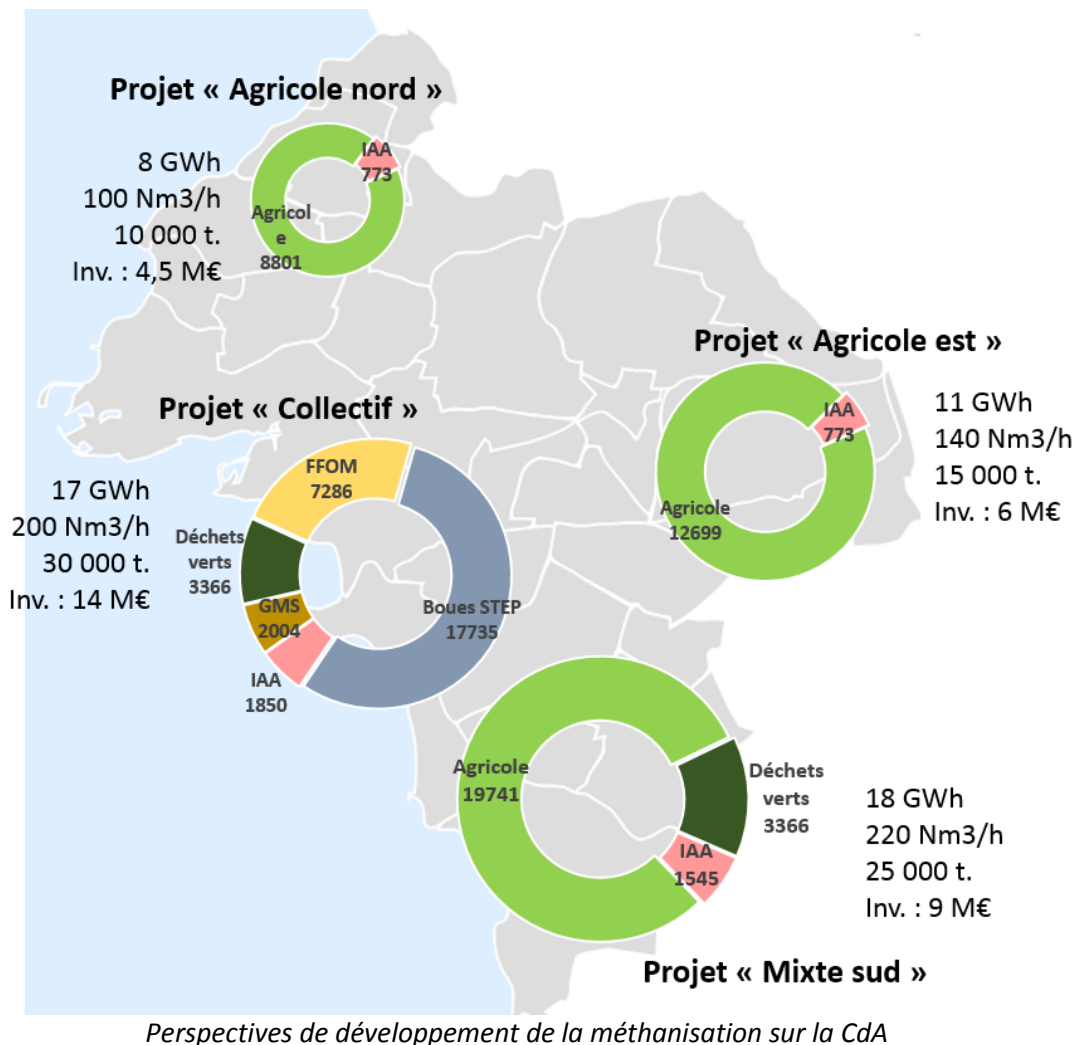 Projet « Agricole nord »
8 GWh
100 Nm3/h
10 000 t.
Inv. : 4,5 M€
IAA
773
Agricol
e
8801
Projet « Agricole est »
IAA
773
Agricole
12699
11 GWh
140 Nm3/h
15 000 t.
Inv. : 6 M€
Projet « Collectif »
17 GWh
200 Nm3/h
30 000 t.
Inv. : 14 M€
FFOM
7286
Déchets
verts
3366
GMS
2004
IAA
1850
Boues STEP
17735
Agricole
19741
Déchets
verts
3366
IAA
1545
18 GWh
220 Nm3/h
25 000 t.
Inv. : 9 M€
Projet « Mixte sud »
Perspectives de développement de la méthanisation sur la CdA